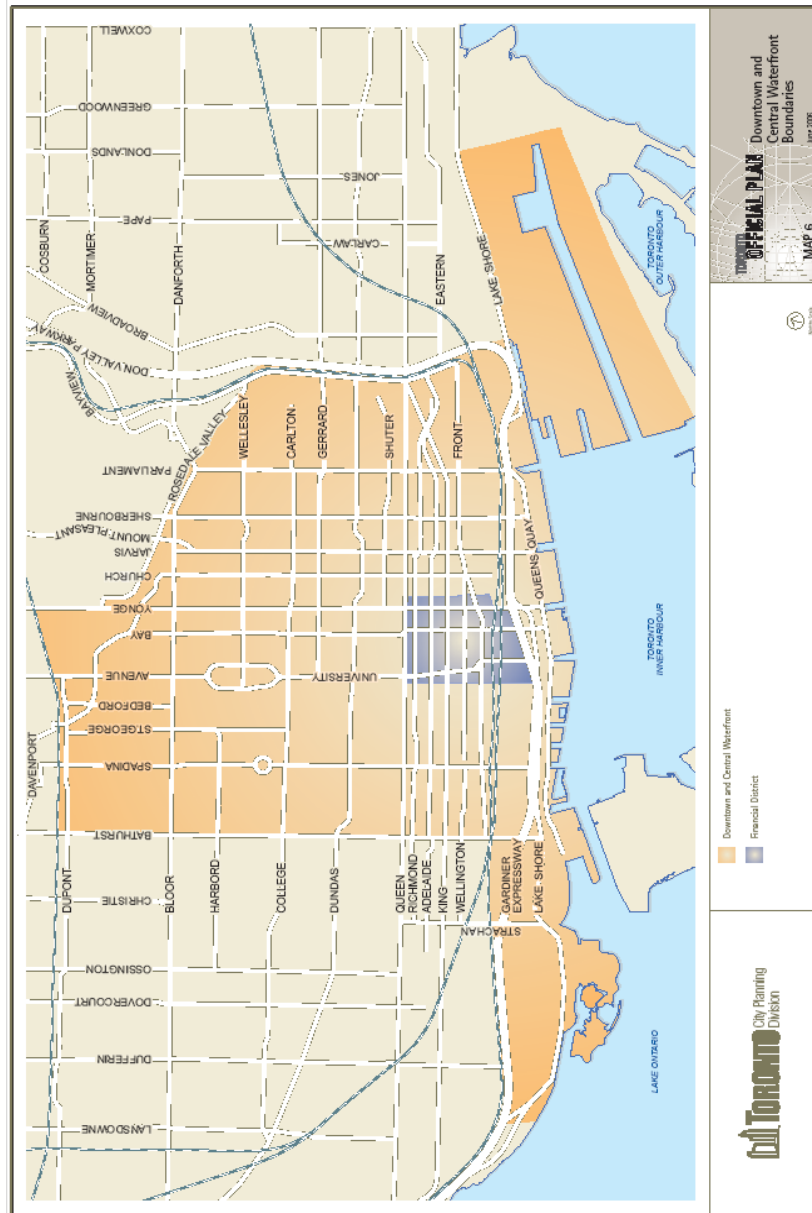 COSBURN
MORTIMER
DANFORTH
COXWELL
GREENWOOD
DONLANDS
JONES
PAPE
CARLAW
EASTERN
LAKE SHORE
BROADVIEW
DON VALLEY PARKWAY
BAYVIEW
ROSEDALE VALLEY
WELLESLEY
CARLTON
GERRARD
SHUTER
FRONT
PARLIAMENT
SHERBOURNE
MOUNT PLEASANT
JARVIS
CHURCH
YONGE
BAY
AVENUE
UNIVERSITY
BEDFORD
ST.GEORGE
SPADINA
DAVENPORT
BATHURST
QUEENS QUAY
DUPONT
BLOOR
HARBORD
COLLEGE
DUNDAS
QUEEN
RICHMOND
ADELAIDE
KING
WELLINGTON
GARDINER
EXPRESSWAY
LAKE SHORE
CHRISTIE
STRACHAN
OSSINGTON
DOVERCOURT
DUFFERIN
LANSDOWNE
LAKE ONTARIO
TORONTO
INNER HARBOUR
TORONTO
OUTER HARBOUR
TORONTO City Planning
Division
Downtown and Central Waterfront
Financial District
TORONTO
OFFICIAL PLAN
Downtown and
Central Waterfront
Boundaries
MAP 6
June 2006